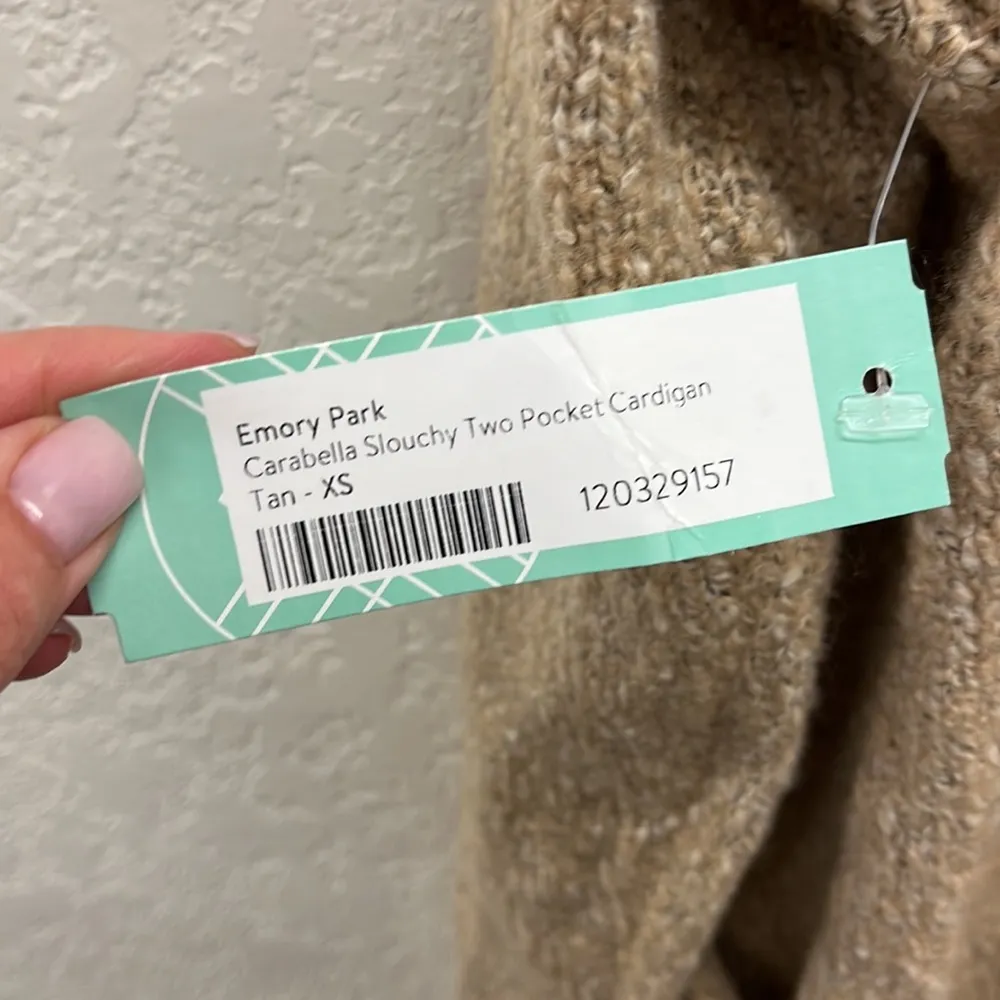 Emory Park
Carabella Slouchy Two Pocket Cardigan
Tan - XS
120329157